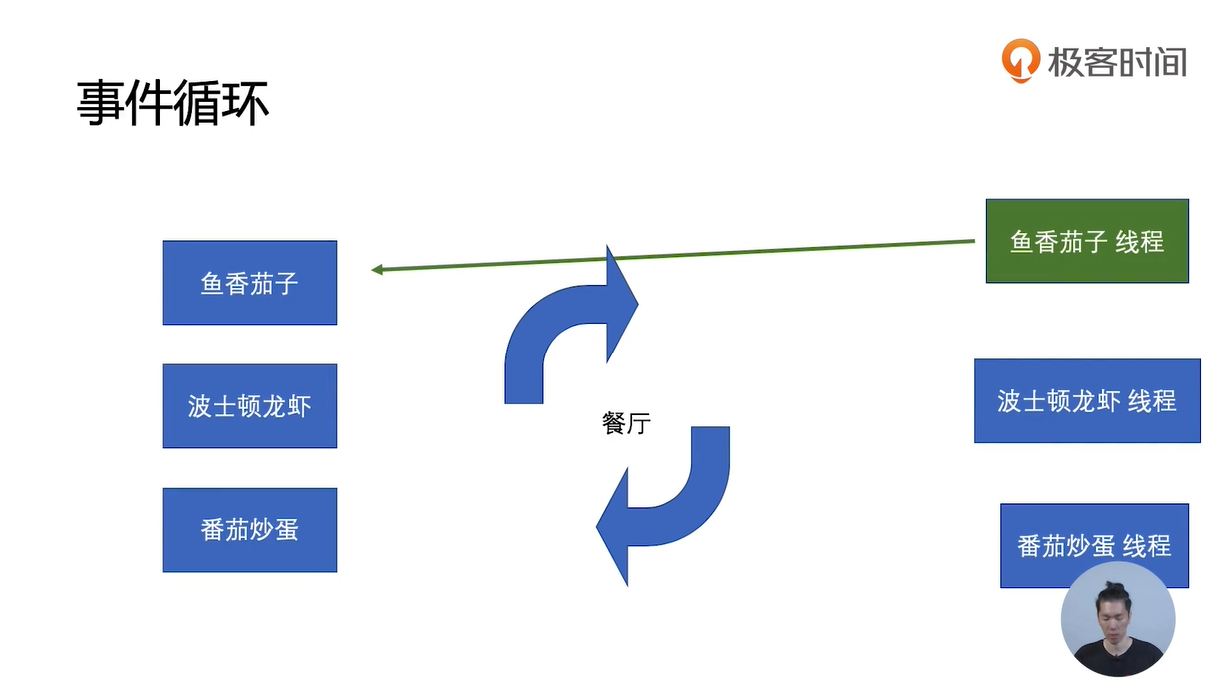 极客时间
事件循环
鱼香茄子 线程
鱼香茄子
波士顿龙虾 线程
波士顿龙虾
餐厅
番茄炒蛋
番茄炒蛋 线程